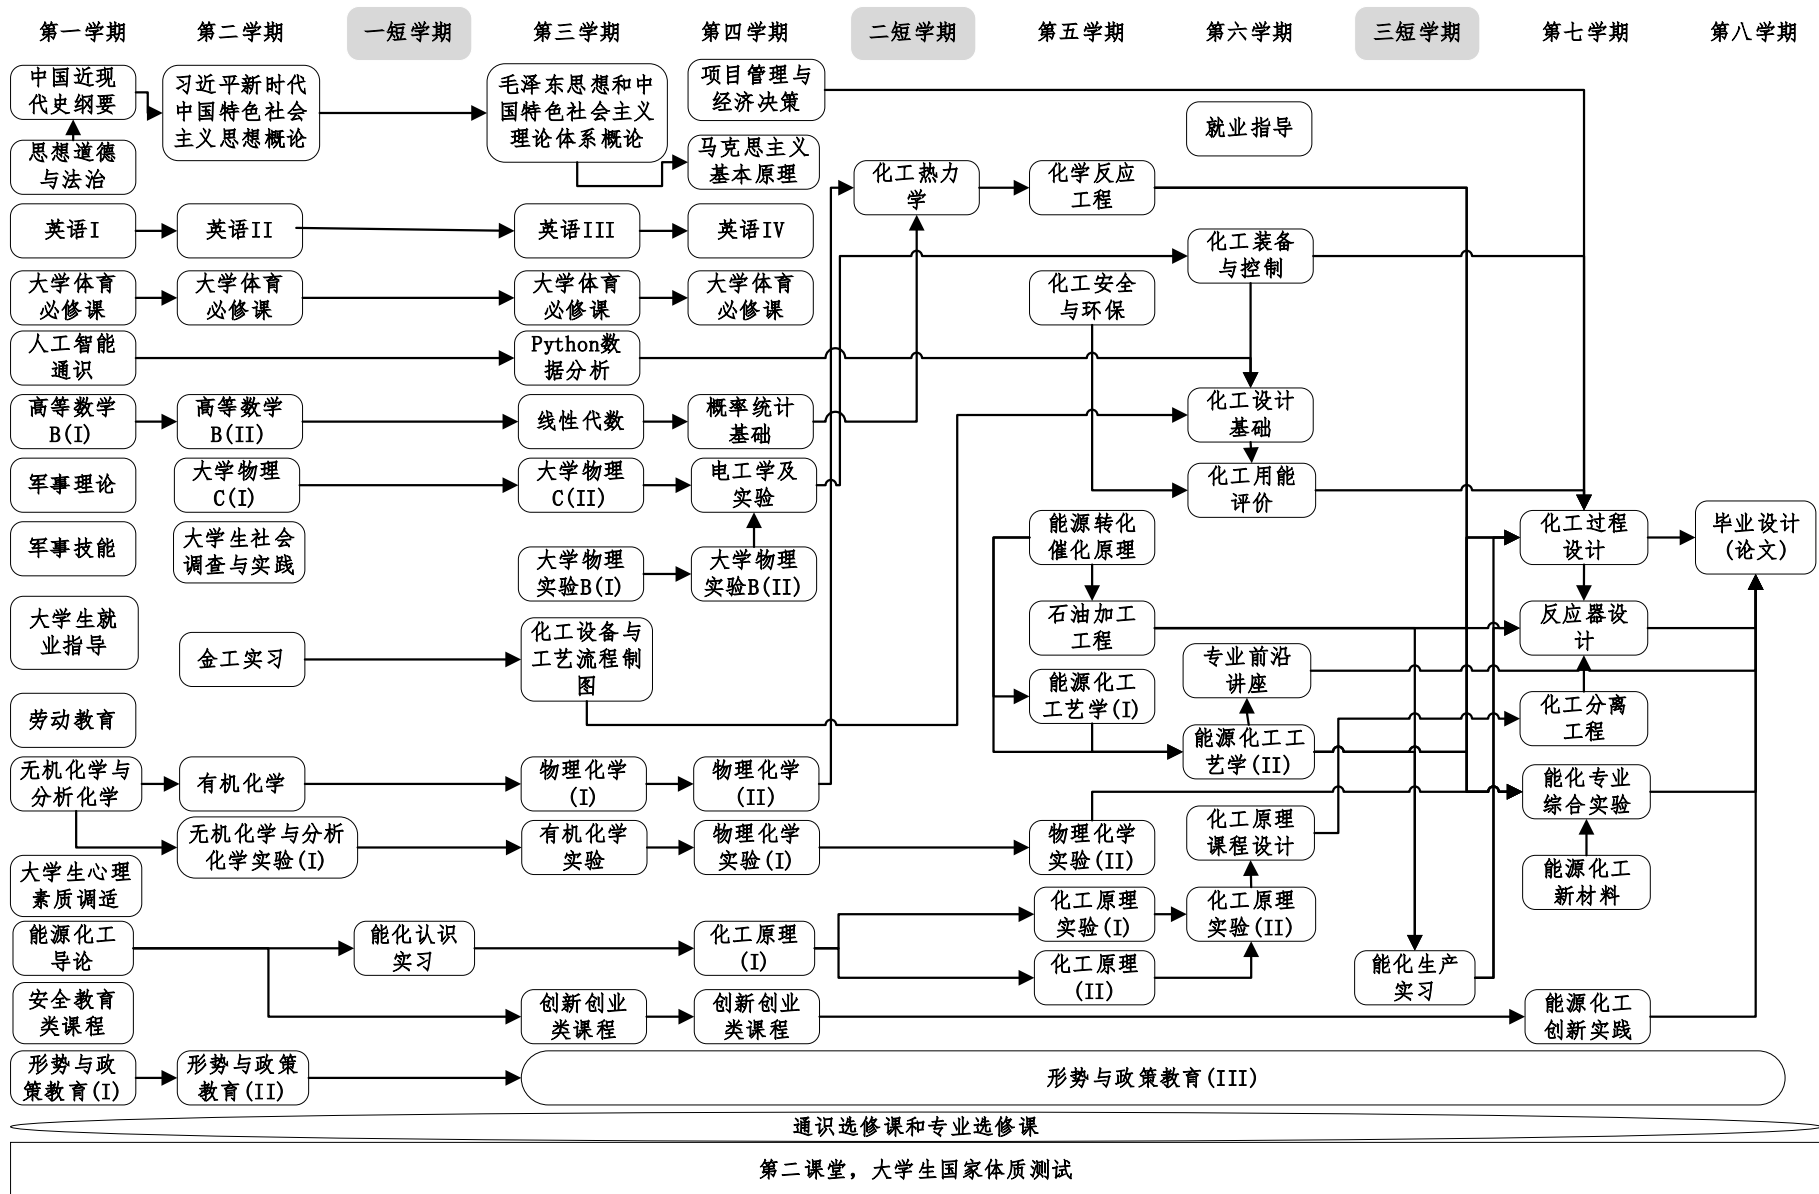 第一学期
第二学期
一短学期
第三学期
第四学期
二短学期
第五学期
第六学期
三短学期
第七学期
第八学期
中国近现
代史纲要
思想道德
与法治
英语I
大学体育
必修课
人工智能
通识
高等数学
B(I)
军事理论
军事技能
大学生就
业指导
劳动教育
无机化学与
分析化学
大学生心理
素质调适
能源化工
导论
安全教育
类课程
形势与政
策教育(I)
习近平新时代
中国特色社会
主义思想概论
英语II
大学体育
必修课
高等数学
B(II)
大学物理
C(I)
大学生社会
调查与实践
金工实习
有机化学
无机化学与分析
化学实验(I)
形势与政策
教育(II)
能化认识
实习
毛泽东思想和中
国特色社会主义
理论体系概论
英语III
大学体育
必修课
Python数
据分析
线性代数
大学物理
C(II)
大学物理
实验B(I)
化工设备与
工艺流程制
图
物理化学
(I)
有机化学
实验
创新创业
类课程
项目管理与
经济决策
马克思主义
基本原理
英语IV
大学体育
必修课
概率统计
基础
电工学及
实验
大学物理
实验B(II)
物理化学
(II)
物理化学
实验(I)
化工原理
(I)
创新创业
类课程
化工热力
学
化学反应
工程
化工安全
与环保
能源转化
催化原理
石油加工
工程
能源化工
工艺学(I)
物理化学
实验(II)
化工原理
实验(I)
化工原理
(II)
就业指导
化工装备
与控制
化工设计
基础
化工用能
评价
专业前沿
讲座
能源化工工
艺学(II)
化工原理
课程设计
化工原理
实验(II)
能化生产
实习
化工过程
设计
反应器设
计
化工分离
工程
能化专业
综合实验
能源化工
新材料
能源化工
创新实践
毕业设计
(论文)
形势与政策教育(III)
通识选修课和专业选修课
第二课堂，大学生国家体质测试